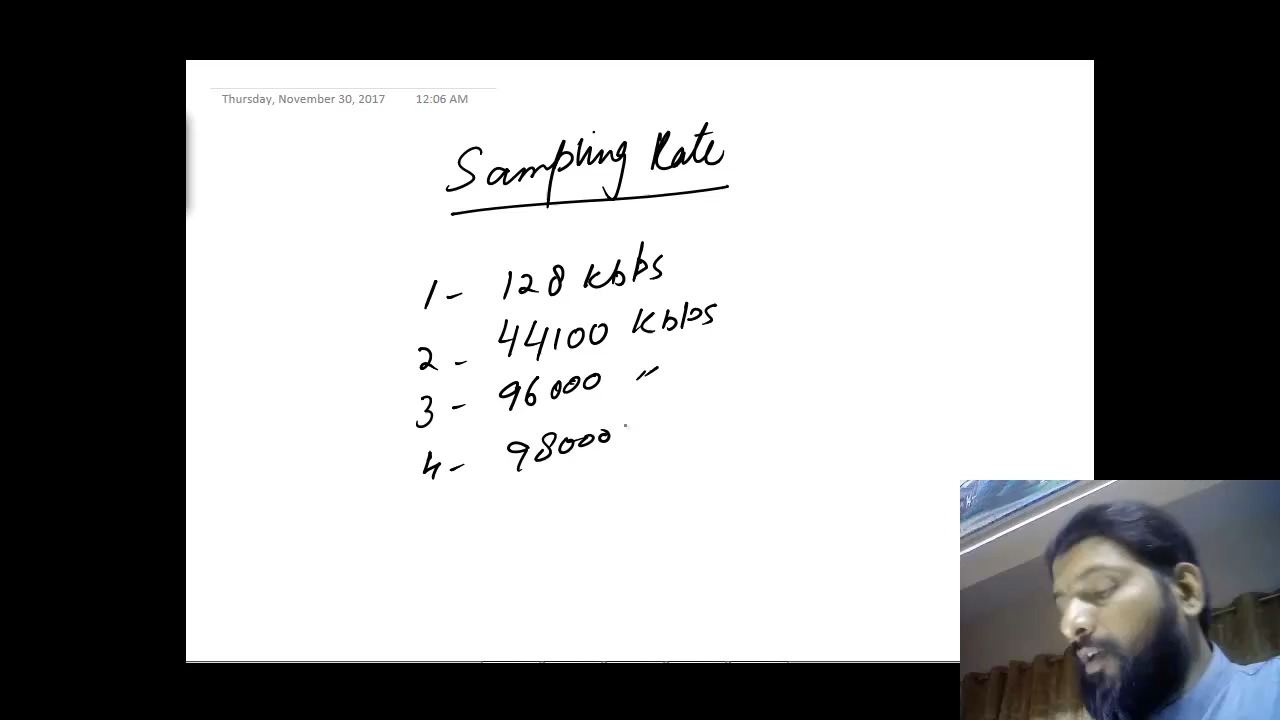 Thursday, November 30, 2017 12:06 AM
Sampling Rate
1 - 128 kbps
2 - 44100 kbps
3 - 96000 "
4 - 98000